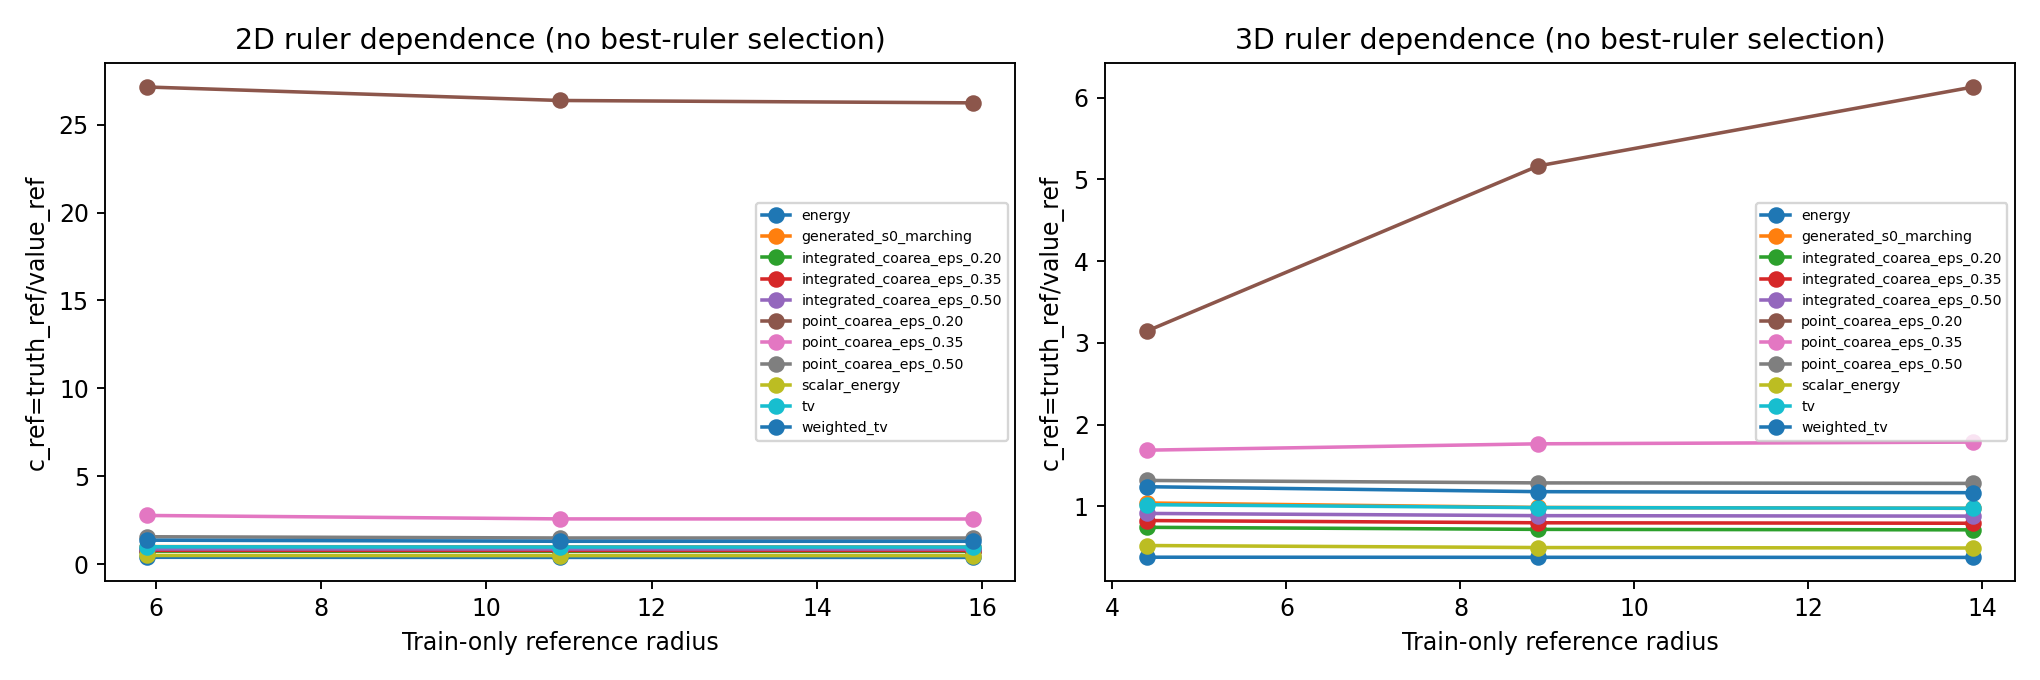 2D ruler dependence (no best-ruler selection)
c_ref=truth_ref/value_ref
25
20
15
10
5
0
energy
generated_s0_marching
integrated_coarea_eps_0.20
integrated_coarea_eps_0.35
integrated_coarea_eps_0.50
point_coarea_eps_0.20
point_coarea_eps_0.35
point_coarea_eps_0.50
scalar_energy
tv
weighted_tv
6 8 10 12 14 16
Train-only reference radius
3D ruler dependence (no best-ruler selection)
c_ref=truth_ref/value_ref
6
5
4
3
2
1
energy
generated_s0_marching
integrated_coarea_eps_0.20
integrated_coarea_eps_0.35
integrated_coarea_eps_0.50
point_coarea_eps_0.20
point_coarea_eps_0.35
point_coarea_eps_0.50
scalar_energy
tv
weighted_tv
4 6 8 10 12 14
Train-only reference radius